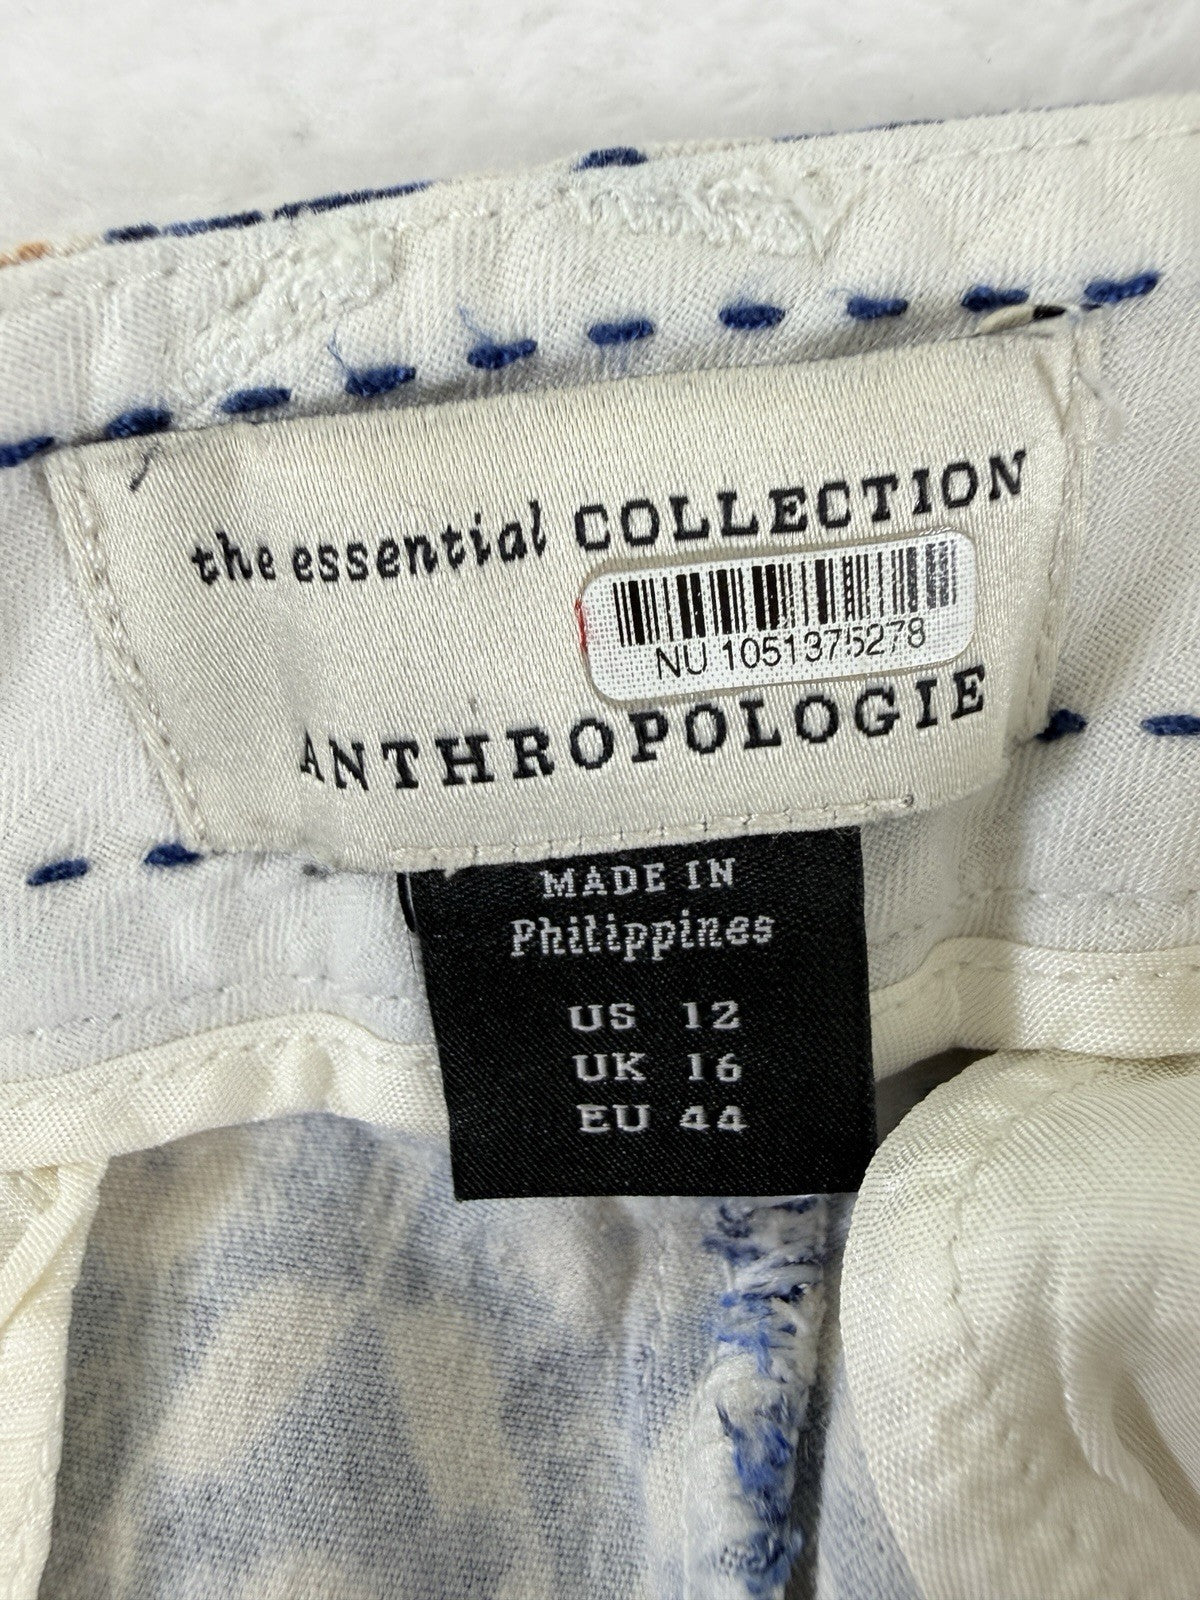 the essential COLLECTION
NU 1051375278
ANTHROPOLOGIE
MADE IN
Philippines
US 12
UK 16
EU 44